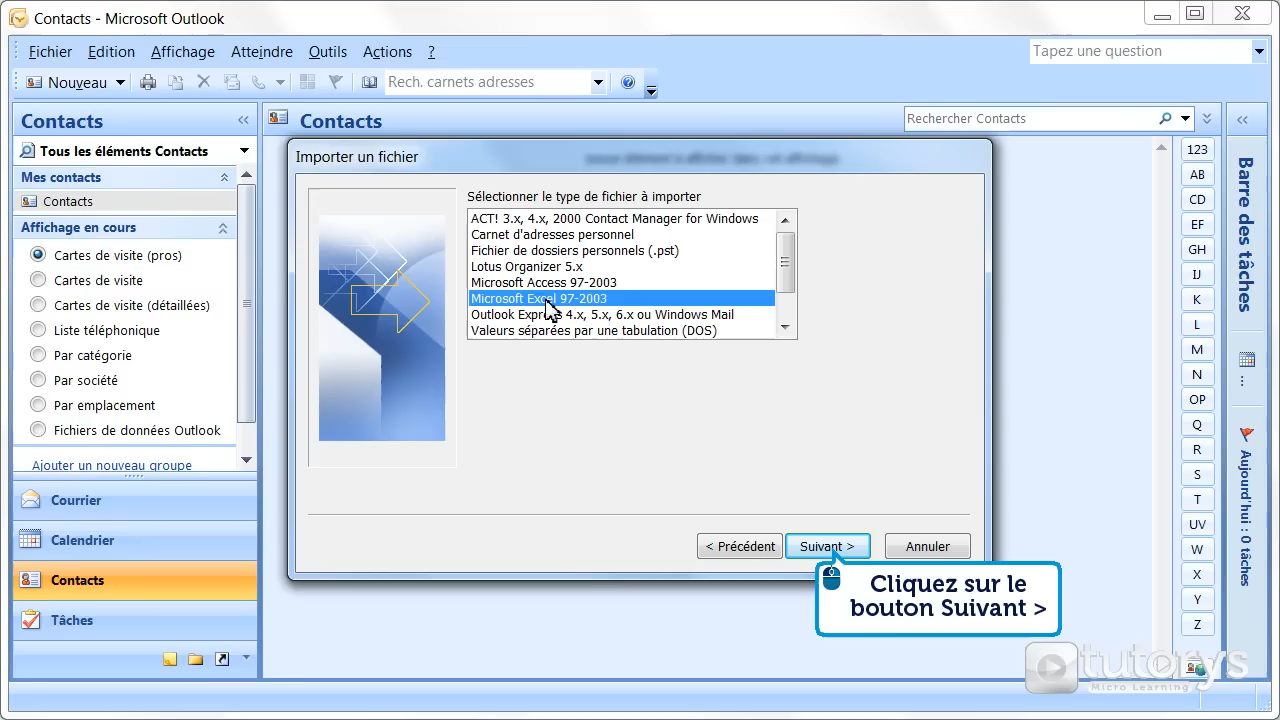 Contacts - Microsoft Outlook
Fichier Edition Affichage Atteindre Outils Actions ?
Tapez une question
Nouveau
Rech. carnets adresses
Contacts
Tous les éléments Contacts
Mes contacts
Contacts
Affichage en cours
Cartes de visite (pros)
Cartes de visite
Cartes de visite (détaillées)
Liste téléphonique
Par catégorie
Par société
Par emplacement
Fichiers de données Outlook
Ajouter un nouveau groupe
Courrier
Calendrier
Contacts
Tâches
Contacts
Rechercher Contacts
Importer un fichier
Aucun élément à afficher dans cet affichage.
Sélectionner le type de fichier à importer
ACT! 3.x, 4.x, 2000 Contact Manager for Windows
Carnet d'adresses personnel
Fichier de dossiers personnels (.pst)
Lotus Organizer 5.x
Microsoft Access 97-2003
Microsoft Excel 97-2003
Outlook Express 4.x, 5.x, 6.x ou Windows Mail
Valeurs séparées par une tabulation (DOS)
< Précédent
Suivant >
Annuler
Cliquez sur le
bouton Suivant >
123
AB
CD
EF
GH
IJ
K
L
M
N
OP
Q
R
S
T
UV
W
X
Y
Z
Barre des tâches
...
Aujourd'hui : 0 tâches
tutorys
Micro Learning